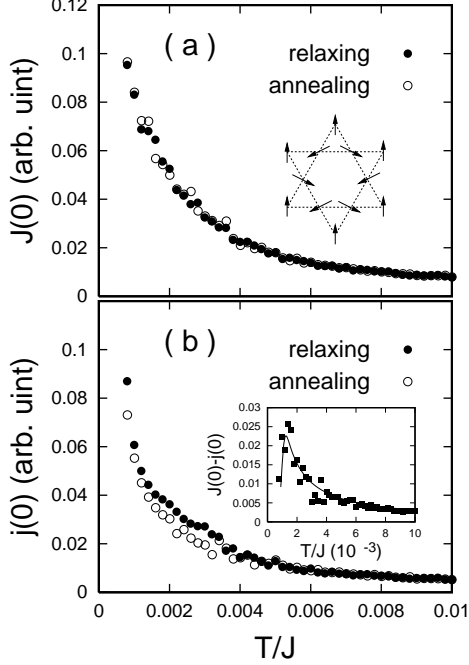 0.12
( a )
0.1
relaxing
annealing
0.08
J(0) (arb. uint)
0.06
0.04
0.02
0
( b )
0.1
relaxing
annealing
0.08
j(0) (arb. uint)
0.06
0.04
0.02
0
0.03
0.025
0.02
0.015
0.01
0.005
0
J(0)-j(0)
0 2 4 6 8 10
T/J (10 -3)
0 0.002 0.004 0.006 0.008 0.01
T/J